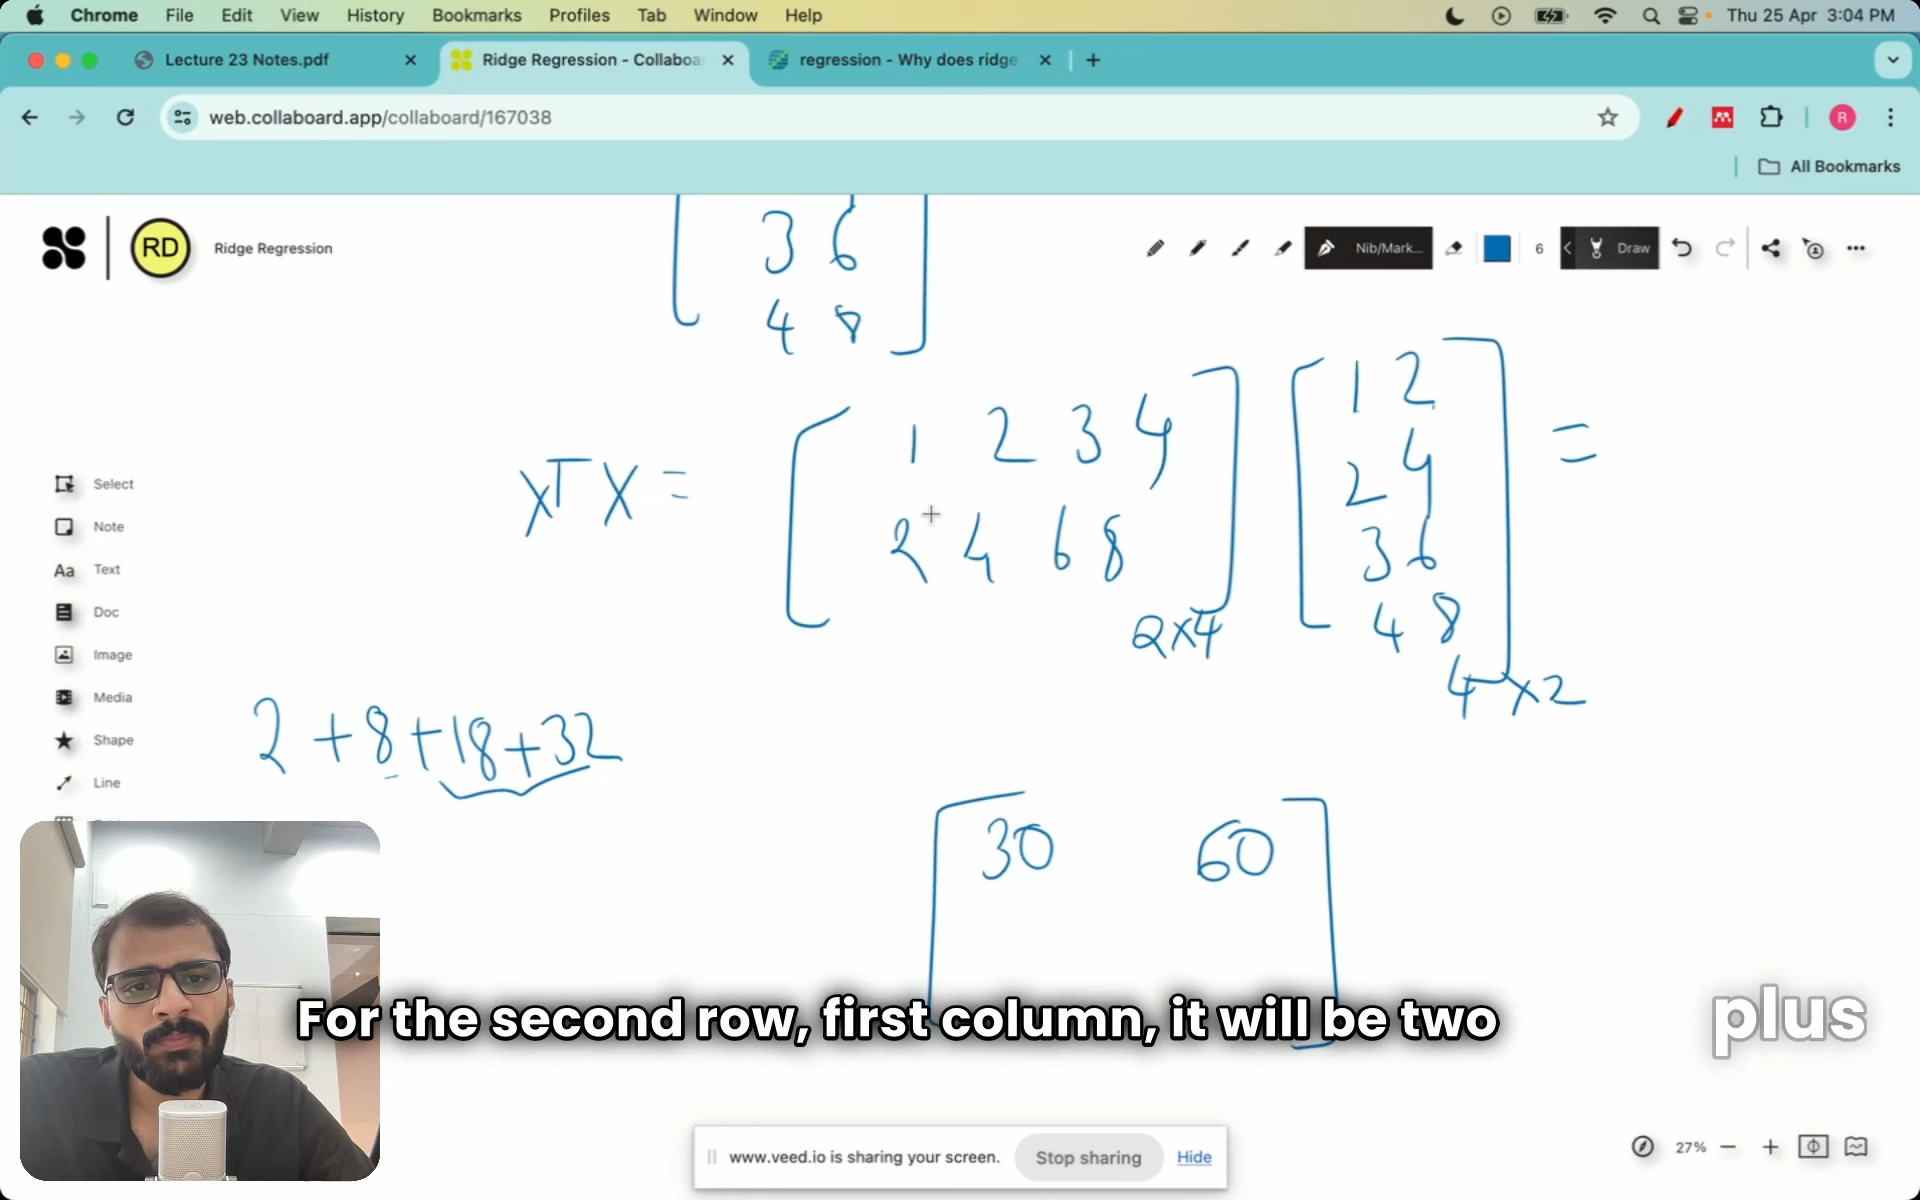 Chrome File Edit View History Bookmarks Profiles Tab Window Help Thu 25 Apr 3:04 PM
Lecture 23 Notes.pdf Ridge Regression - Collaboa regression - Why does ridge
web.collaboard.app/collaboard/167038 R
All Bookmarks
RD Ridge Regression Nib/Mark... 6 Draw
3 6
4 8
XᵀX = [ 1 2 3 4 ] [ 1 2 ] =
2 4 6 8 2 4
3 6
4 8
2x4 4x2
Select
Note
Aa Text
Doc
Image
Media
Shape
Line
2 + 8 + 18 + 32
30 60
For the second row, first column, it will be two plus
www.veed.io is sharing your screen. Stop sharing Hide
27%